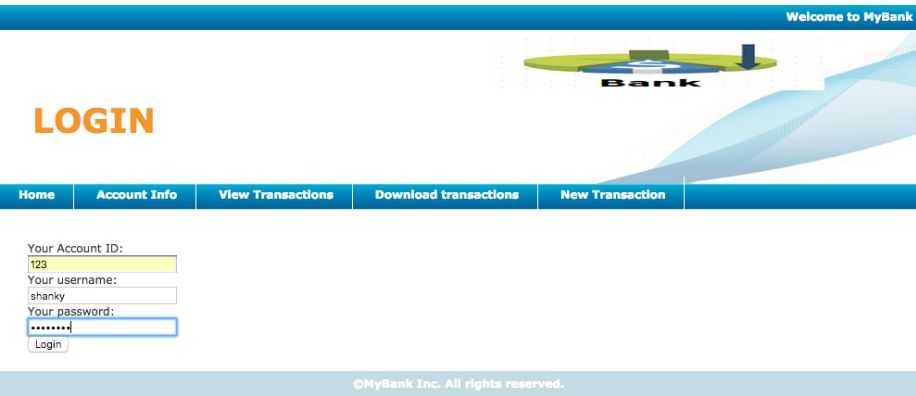 Welcome to MyBank
Bank
LOGIN
Home Account Info View Transactions Download transactions New Transaction
Your Account ID:
123
Your username:
shanky
Your password:
••••••••
Login
©MyBank Inc. All rights reserved.